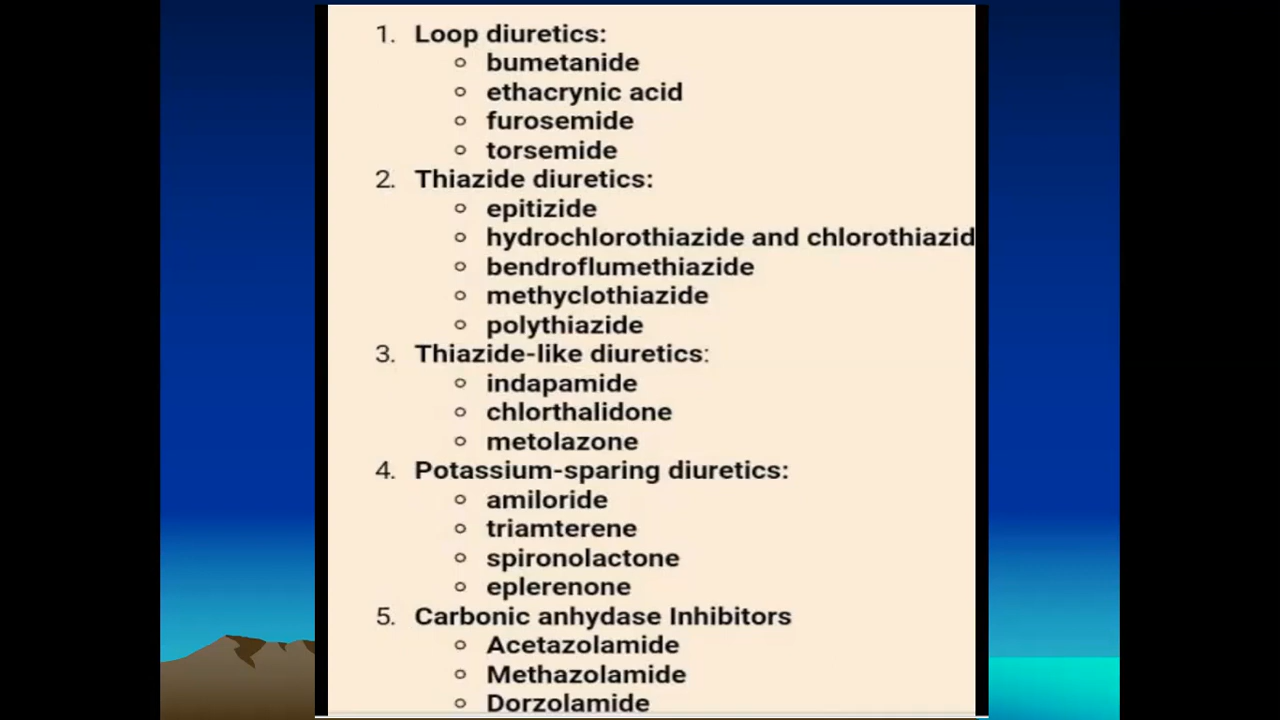 1. Loop diuretics:
○ bumetanide
○ ethacrynic acid
○ furosemide
○ torsemide
2. Thiazide diuretics:
○ epitizide
○ hydrochlorothiazide and chlorothiazid
○ bendroflumethiazide
○ methyclothiazide
○ polythiazide
3. Thiazide-like diuretics:
○ indapamide
○ chlorthalidone
○ metolazone
4. Potassium-sparing diuretics:
○ amiloride
○ triamterene
○ spironolactone
○ eplerenone
5. Carbonic anhydase Inhibitors
○ Acetazolamide
○ Methazolamide
○ Dorzolamide